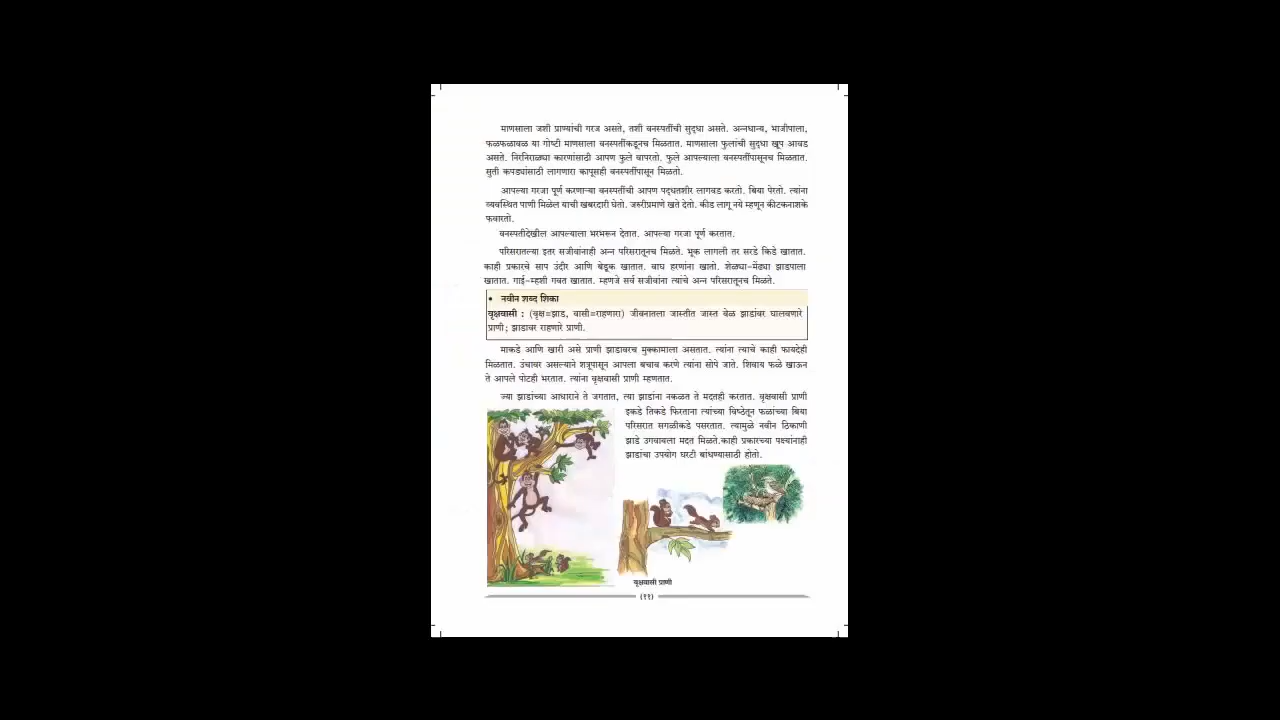 माणसाला जशी प्राण्यांची गरज असते, तशी वनस्पतींची सुद्धा असते. अन्नधान्य, भाजीपाला,
फळफळावळ या गोष्टी माणसाला वनस्पतींकडूनच मिळतात. माणसाला फुलांची सुद्धा खूप आवड
असते. निरनिराळ्या कारणांसाठी आपण फुले वापरतो. फुले आपल्याला वनस्पतींपासूनच मिळतात.
सुती कपड्यांसाठी लागणारा कापूसही वनस्पतींपासून मिळतो.
आपल्या गरजा पूर्ण करणाऱ्या वनस्पतींची आपण पद्धतशीर लागवड करतो. बिया पेरतो. त्यांना
व्यवस्थित पाणी मिळेल याची खबरदारी घेतो. जरुरीप्रमाणे खते देतो. कीड लागू नये म्हणून कीटकनाशके
फवारतो.
वनस्पतीदेखील आपल्याला भरभरून देतात. आपल्या गरजा पूर्ण करतात.
परिसरातल्या इतर सजीवांनाही अन्न परिसरातूनच मिळते. भूक लागली तर सरडे किडे खातात.
काही प्रकारचे साप उंदीर आणि बेडूक खातात. वाघ हरणांना खातो. शेळ्या-मेंढ्या झाडपाला
खातात. गाई-म्हशी गवत खातात. म्हणजे सर्व सजीवांना त्यांचे अन्न परिसरातूनच मिळते.
• नवीन शब्द शिका
वृक्षवासी : (वृक्ष=झाड, वासी=राहणारा) जीवनातला जास्तीत जास्त वेळ झाडांवर घालवणारे
प्राणी; झाडावर राहणारे प्राणी.
माकडे आणि खारी असे प्राणी झाडावरच मुक्कामाला असतात. त्यांना त्याचे काही फायदेही
मिळतात. उंचावर असल्याने शत्रूपासून आपला बचाव करणे त्यांना सोपे जाते. शिवाय फळे खाऊन
ते आपले पोटही भरतात. त्यांना वृक्षवासी प्राणी म्हणतात.
ज्या झाडांच्या आधाराने ते जगतात, त्या झाडांना नकळत ते मदतही करतात. वृक्षवासी प्राणी
इकडे तिकडे फिरताना त्यांच्या विष्ठेतून फळांच्या बिया
परिसरात सगळीकडे पसरतात. त्यामुळे नवीन ठिकाणी
झाडे उगवायला मदत मिळते.काही प्रकारच्या पक्ष्यांनाही
झाडांचा उपयोग घरटी बांधण्यासाठी होतो.
वृक्षवासी प्राणी
(११)